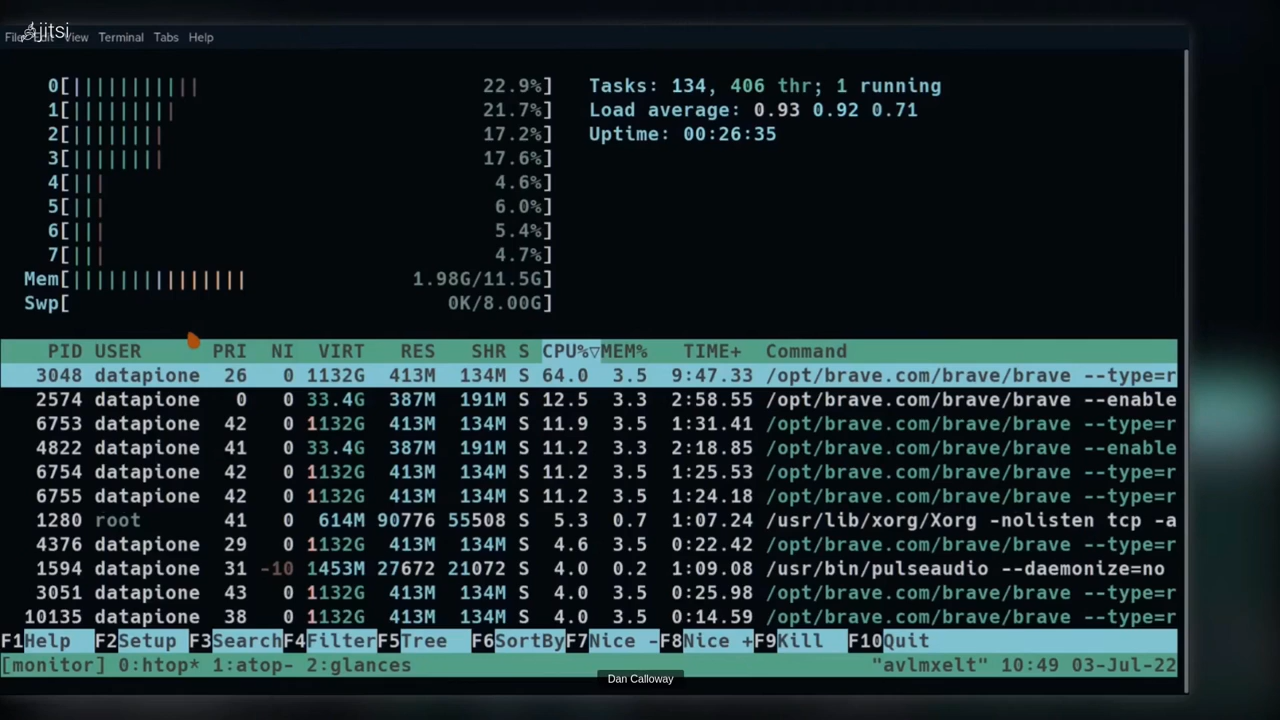 jitsi
File Edit View Terminal Tabs Help
0[||||||||||| 22.9%] Tasks: 134, 406 thr; 1 running
1[||||||||| 21.7%] Load average: 0.93 0.92 0.71
2[|||||||| 17.2%] Uptime: 00:26:35
3[|||||||| 17.6%]
4[||| 4.6%]
5[||| 6.0%]
6[||| 5.4%]
7[||| 4.7%]
Mem[||||||||||||||| 1.98G/11.5G]
Swp[ 0K/8.00G]
PID USER PRI NI VIRT RES SHR S CPU%▽MEM% TIME+ Command
3048 datapione 26 0 1132G 413M 134M S 64.0 3.5 9:47.33 /opt/brave.com/brave/brave --type=r
2574 datapione 0 0 33.4G 387M 191M S 12.5 3.3 2:58.55 /opt/brave.com/brave/brave --enable
6753 datapione 42 0 1132G 413M 134M S 11.9 3.5 1:31.41 /opt/brave.com/brave/brave --type=r
4822 datapione 41 0 33.4G 387M 191M S 11.2 3.3 2:18.85 /opt/brave.com/brave/brave --enable
6754 datapione 42 0 1132G 413M 134M S 11.2 3.5 1:25.53 /opt/brave.com/brave/brave --type=r
6755 datapione 42 0 1132G 413M 134M S 11.2 3.5 1:24.18 /opt/brave.com/brave/brave --type=r
1280 root 41 0 614M 90776 55508 S 5.3 0.7 1:07.24 /usr/lib/xorg/Xorg -nolisten tcp -a
4376 datapione 29 0 1132G 413M 134M S 4.6 3.5 0:22.42 /opt/brave.com/brave/brave --type=r
1594 datapione 31 -10 1453M 27672 21072 S 4.0 0.2 1:09.08 /usr/bin/pulseaudio --daemonize=no
3051 datapione 43 0 1132G 413M 134M S 4.0 3.5 0:25.98 /opt/brave.com/brave/brave --type=r
10135 datapione 38 0 1132G 413M 134M S 4.0 3.5 0:14.59 /opt/brave.com/brave/brave --type=r
F1Help F2Setup F3SearchF4FilterF5Tree F6SortByF7Nice -F8Nice +F9Kill F10Quit
[monitor] 0:htop* 1:atop- 2:glances "avlmxelt" 10:49 03-Jul-22
Dan Calloway